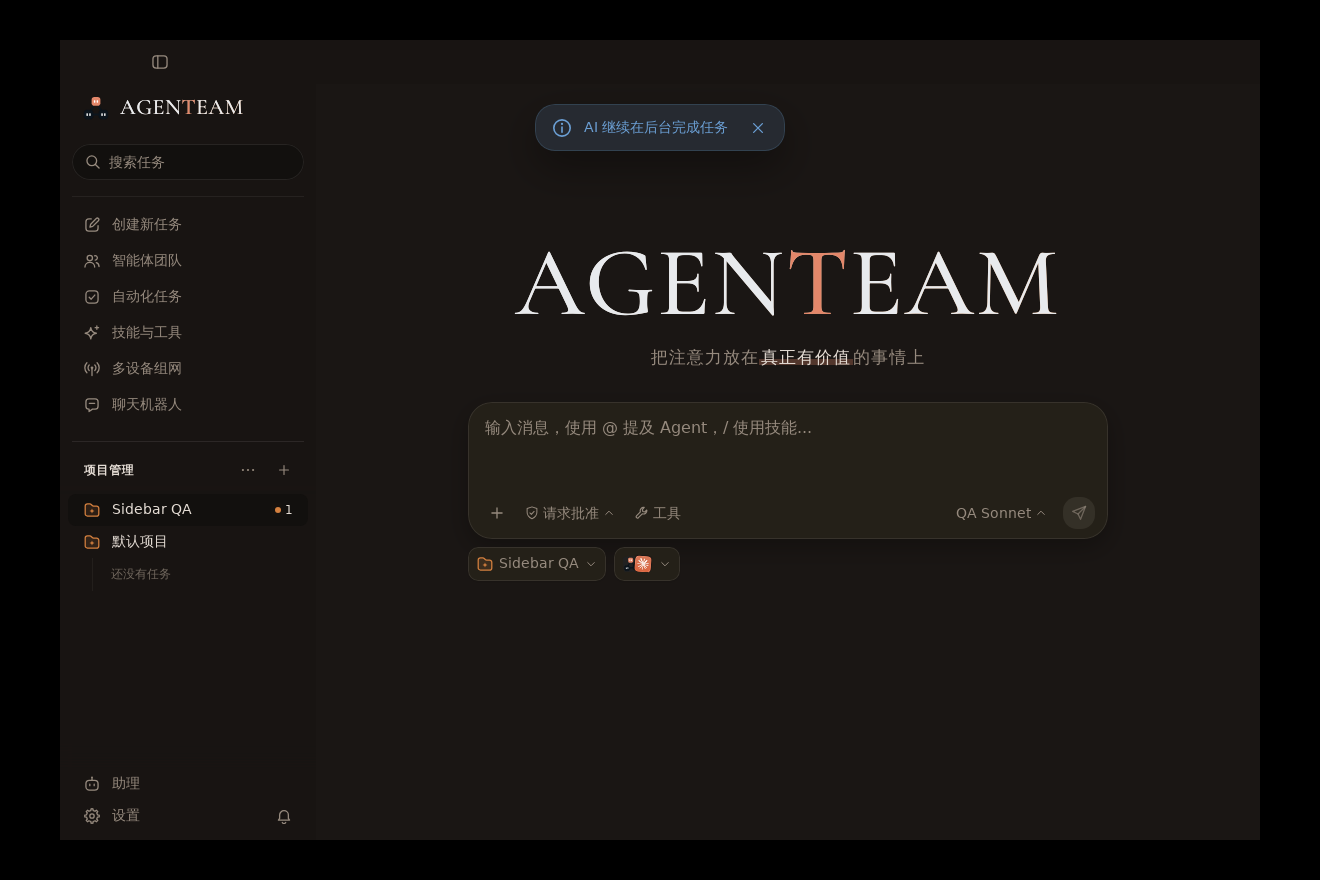 AGENTEAM
搜索任务
创建新任务
智能体团队
自动化任务
技能与工具
多设备组网
聊天机器人
项目管理
Sidebar QA
1
默认项目
还没有任务
助理
设置
AI 继续在后台完成任务
AGENTEAM
把注意力放在真正有价值的事情上
输入消息，使用 @ 提及 Agent，/ 使用技能...
请求批准 工具 QA Sonnet
Sidebar QA